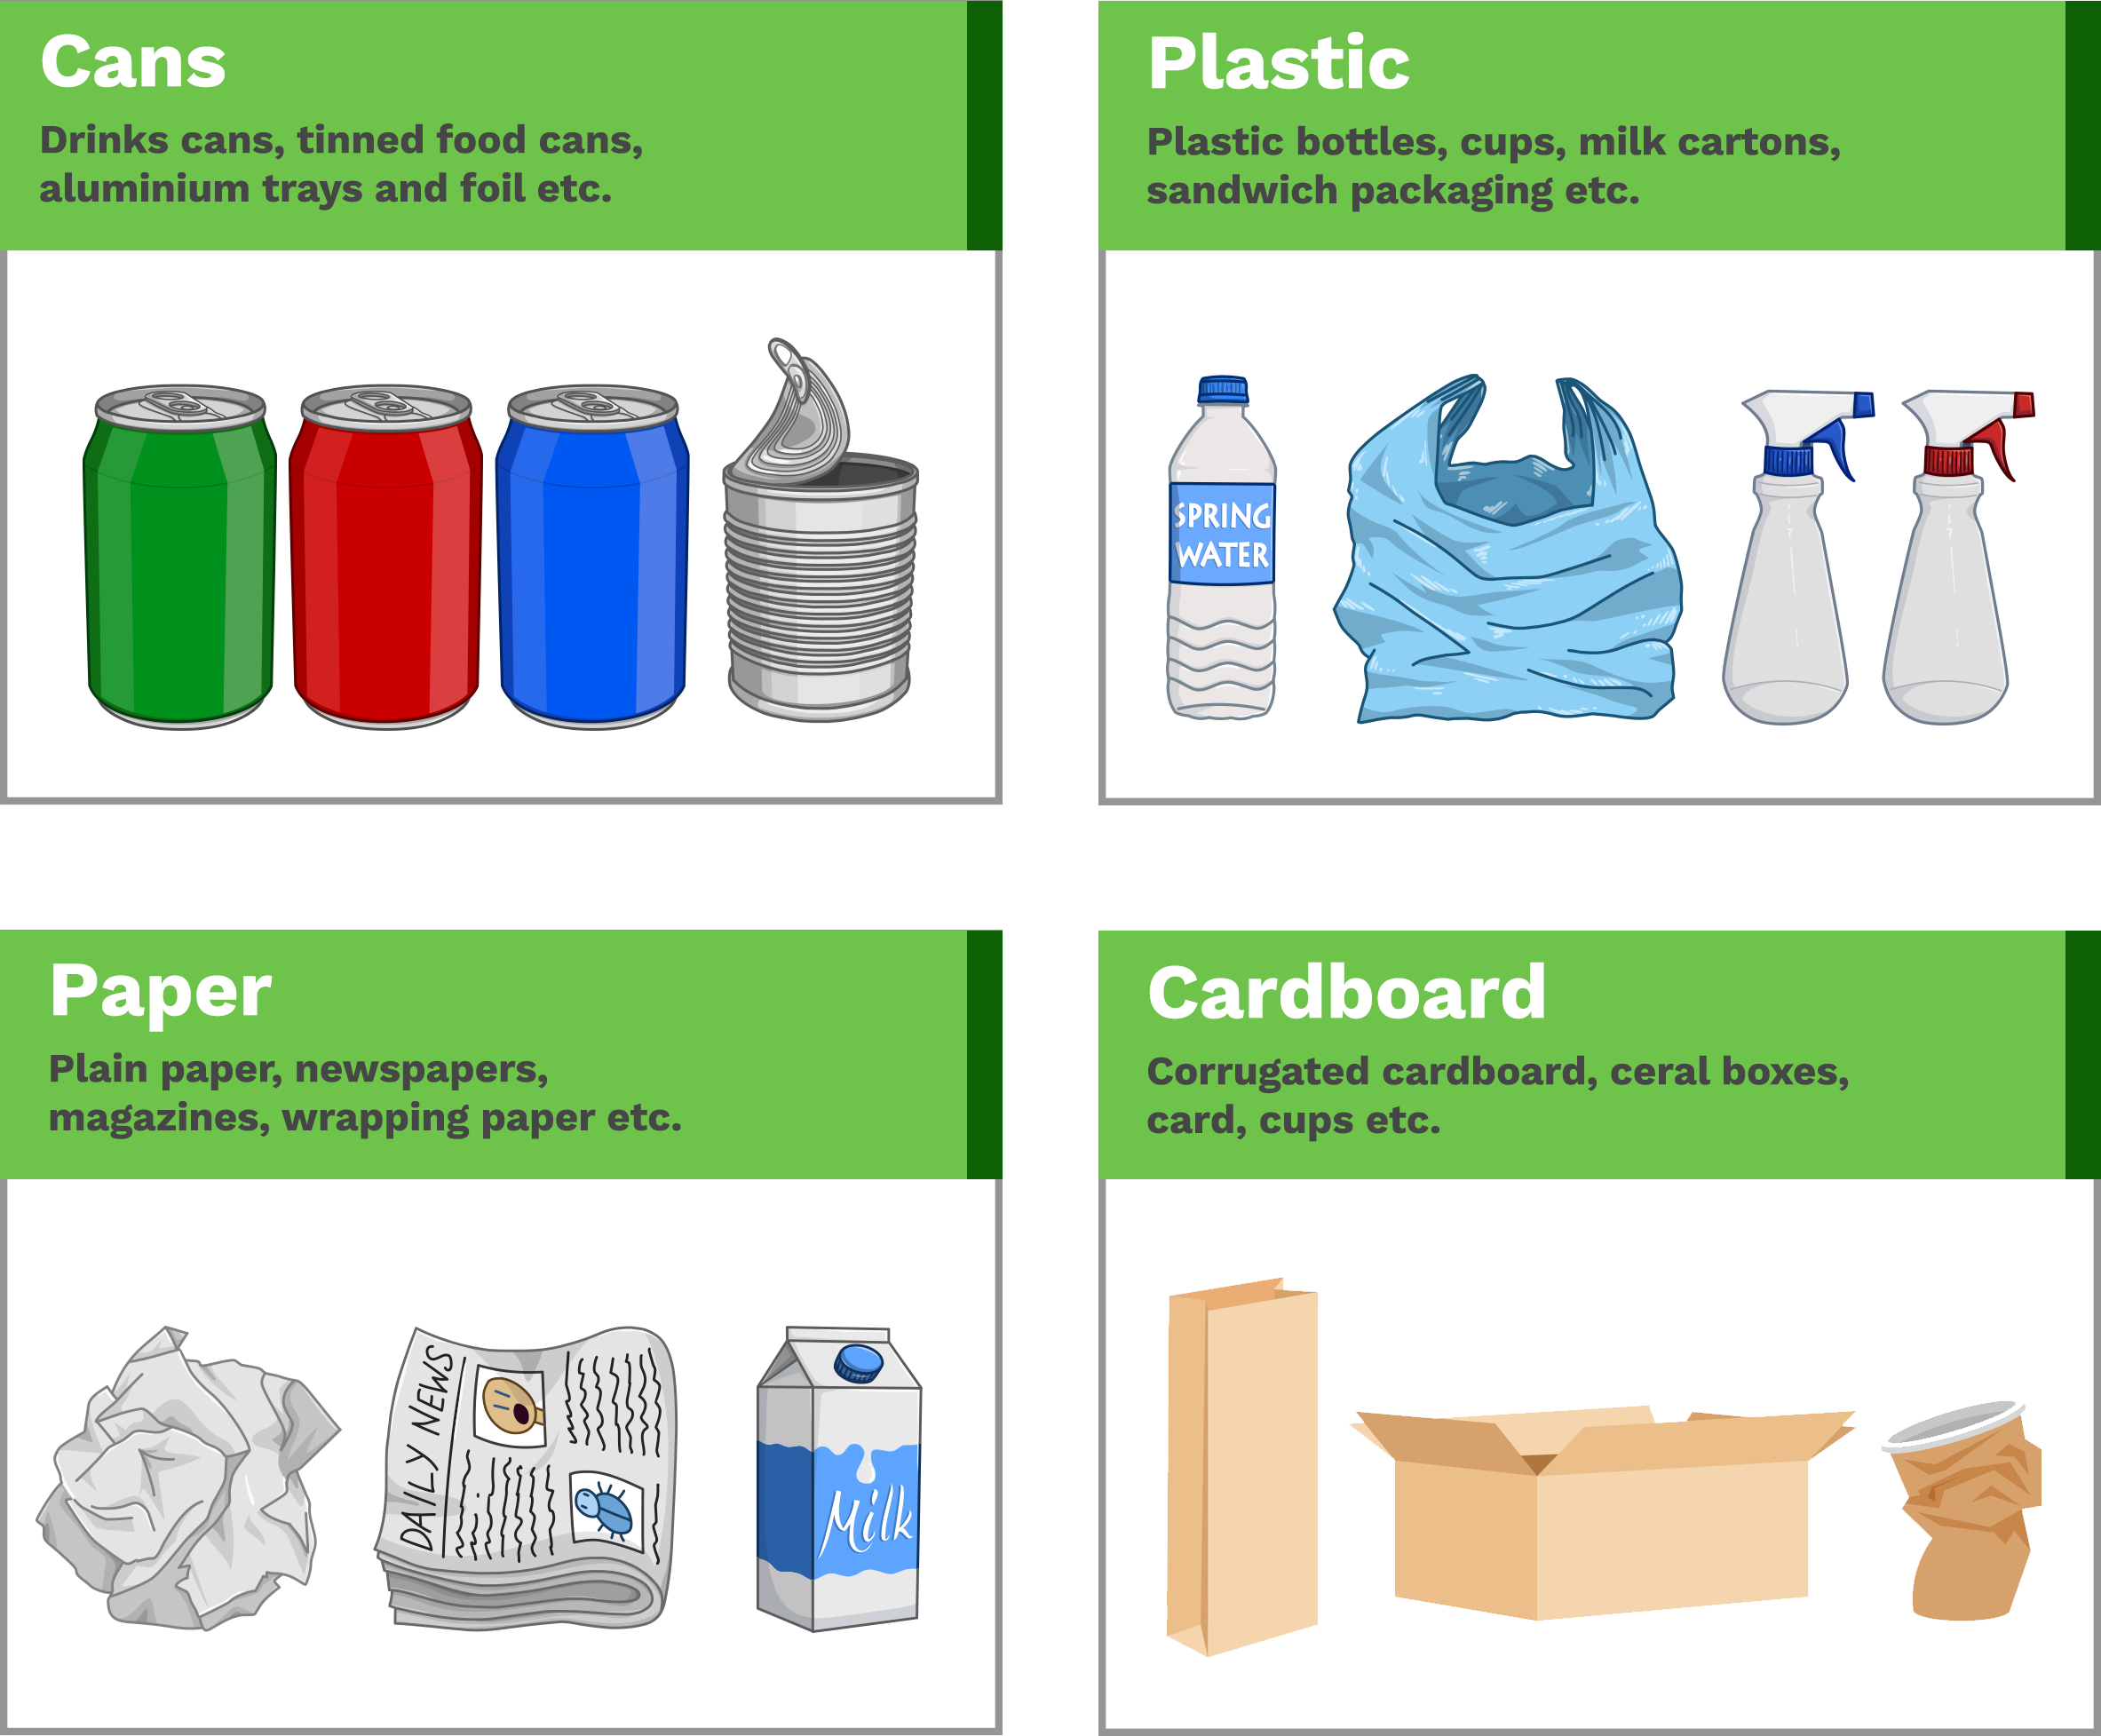 Cans
Drinks cans, tinned food cans,
aluminium trays and foil etc.
Plastic
Plastic bottles, cups, milk cartons,
sandwich packaging etc.
SPRING
WATER
Paper
Plain paper, newspapers,
magazines, wrapping paper etc.
DAILY NEWS
Milk
Cardboard
Corrugated cardboard, ceral boxes,
card, cups etc.